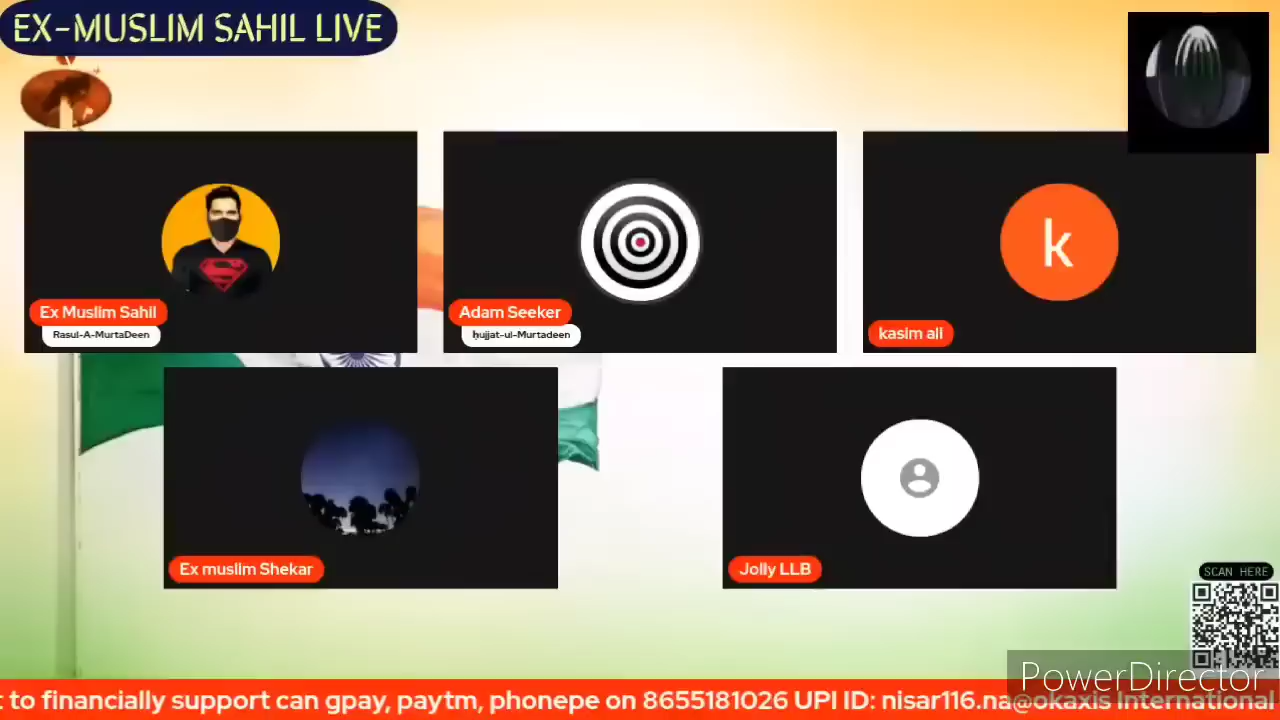 EX-MUSLIM SAHIL LIVE
Ex Muslim Sahil
Rasul-A-MurtaDeen
Adam Seeker
ḥujjat-ul-Murtadeen
k
kasim ali
Ex muslim Shekar
Jolly LLB
SCAN HERE
PowerDirector
t to financially support can gpay, paytm, phonepe on 8655181026 UPI ID: nisar116.na@okaxis International